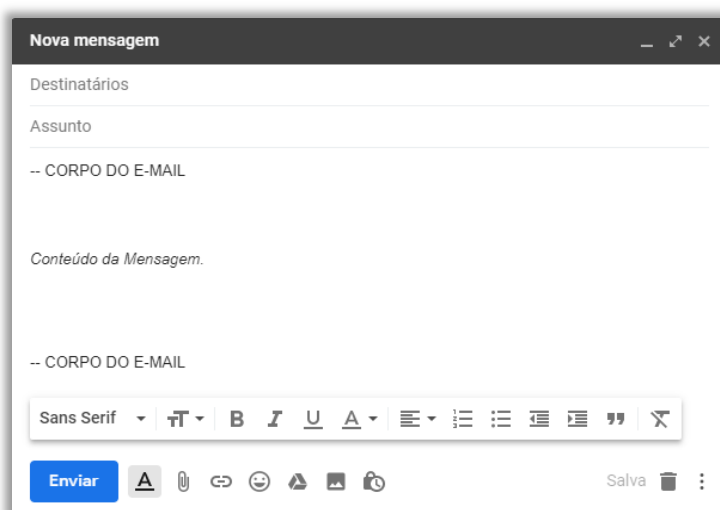 Nova mensagem
Destinatários
Assunto
-- CORPO DO E-MAIL
Conteúdo da Mensagem.
-- CORPO DO E-MAIL
Sans Serif
Enviar
Salva